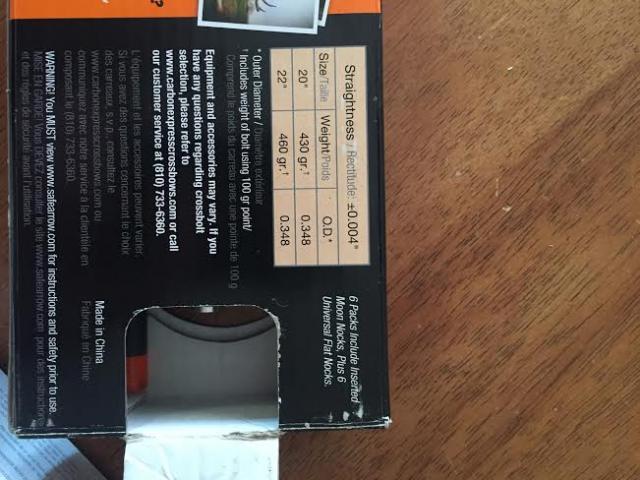 ?
Straightness / Rectitude: ±0.004"
Size/Taille Weight/Poids O.D.*
20" 430 gr.† 0.348
22" 460 gr.† 0.348
* Outer Diameter / Diamètre extérieur
† Includes weight of bolt using 100 gr point/
Comprend le poids du carreau avec une pointe de 100 g
Equipment and accessories may vary. If you
have any questions regarding crossbolt
selection, please refer to
www.carbonexpresscrossbows.com or call
our customer service at (810) 733-6360.
L'équipement et les accessoires peuvent varier.
Si vous avez des questions concernant le choix
des carreaux, s.v.p., consultez le
www.carbonexpresscrossbows.com ou
communiquez avec notre service à la clientèle en
composant le (810) 733-6360.
WARNING! You MUST view www.safearrow.com for instructions and safety prior to use.
MISE EN GARDE! Vous DEVEZ consulter le site www.safearrow.com pour des instructions
et des règles de sécurité avant l'utilisation.
6 Packs Include Inserted
Moon Nocks, Plus 6
Universal Flat Nocks.
Made in China
Fabriqué en Chine